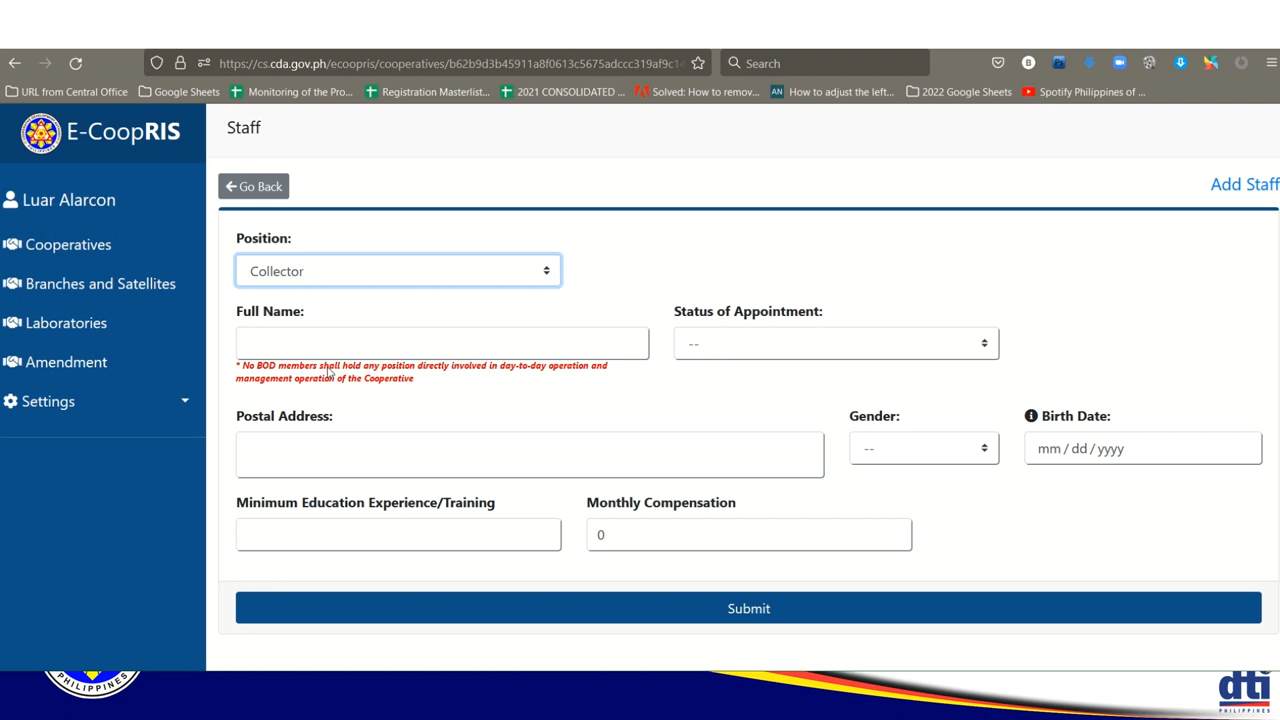 https://cs.cda.gov.ph/ecoopris/cooperatives/b62b9d3b45911a8f0613c5675adccc319af9c1
Search
URL from Central Office
Google Sheets
Monitoring of the Pro...
Registration Masterlist...
2021 CONSOLIDATED ...
Solved: How to remov...
AN
How to adjust the left...
2022 Google Sheets
Spotify Philippines of ...
E-CoopRIS
Staff
Luar Alarcon
Cooperatives
Branches and Satellites
Laboratories
Amendment
Settings
Go Back
Add Staff
Position:
Collector
Full Name:
Status of Appointment:
--
* No BOD members shall hold any position directly involved in day-to-day operation and
management operation of the Cooperative
Postal Address:
Gender:
Birth Date:
--
mm / dd / yyyy
Minimum Education Experience/Training
Monthly Compensation
0
Submit
PHILIPPINES
dti
PHILIPPINES